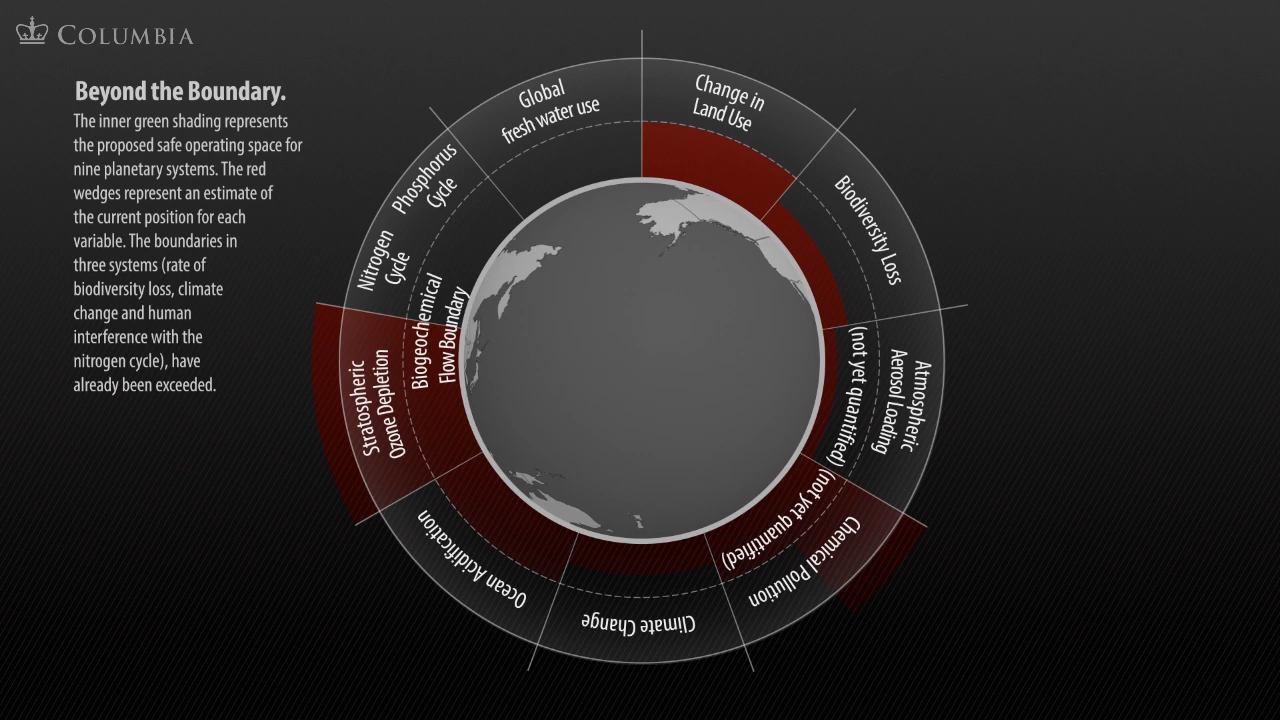 COLUMBIA
Beyond the Boundary.
The inner green shading represents
the proposed safe operating space for
nine planetary systems. The red
wedges represent an estimate of
the current position for each
variable. The boundaries in
three systems (rate of
biodiversity loss, climate
change and human
interference with the
nitrogen cycle), have
already been exceeded.
Global
fresh water use
Change in
Land Use
Biodiversity Loss
Atmospheric
Aerosol Loading
(not yet quantified)
Chemical Pollution
(not yet quantified)
Climate Change
Ocean Acidification
Stratospheric
Ozone Depletion
Biogeochemical
Flow Boundary
Nitrogen
Cycle
Phosphorus
Cycle